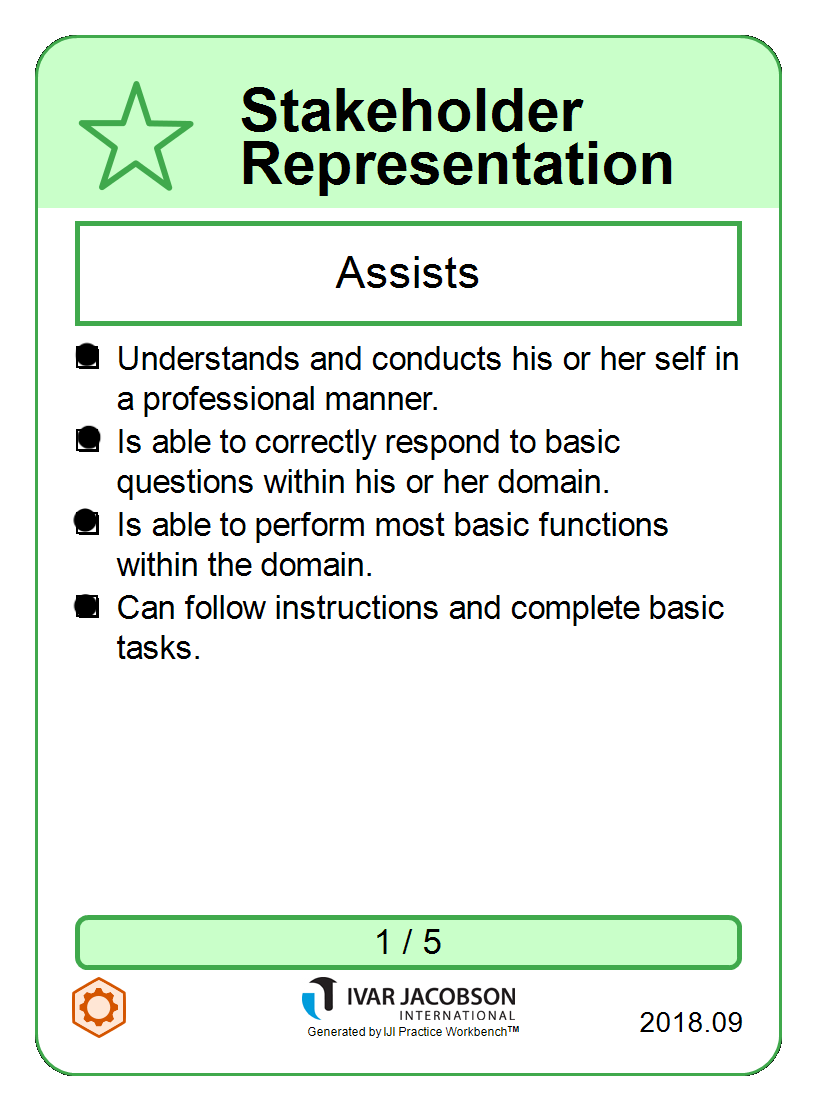 Stakeholder
Representation
Assists
Understands and conducts his or her self in
a professional manner.
Is able to correctly respond to basic
questions within his or her domain.
Is able to perform most basic functions
within the domain.
Can follow instructions and complete basic
tasks.
1 / 5
IVAR JACOBSON
INTERNATIONAL
Generated by IJI Practice Workbench™
2018.09